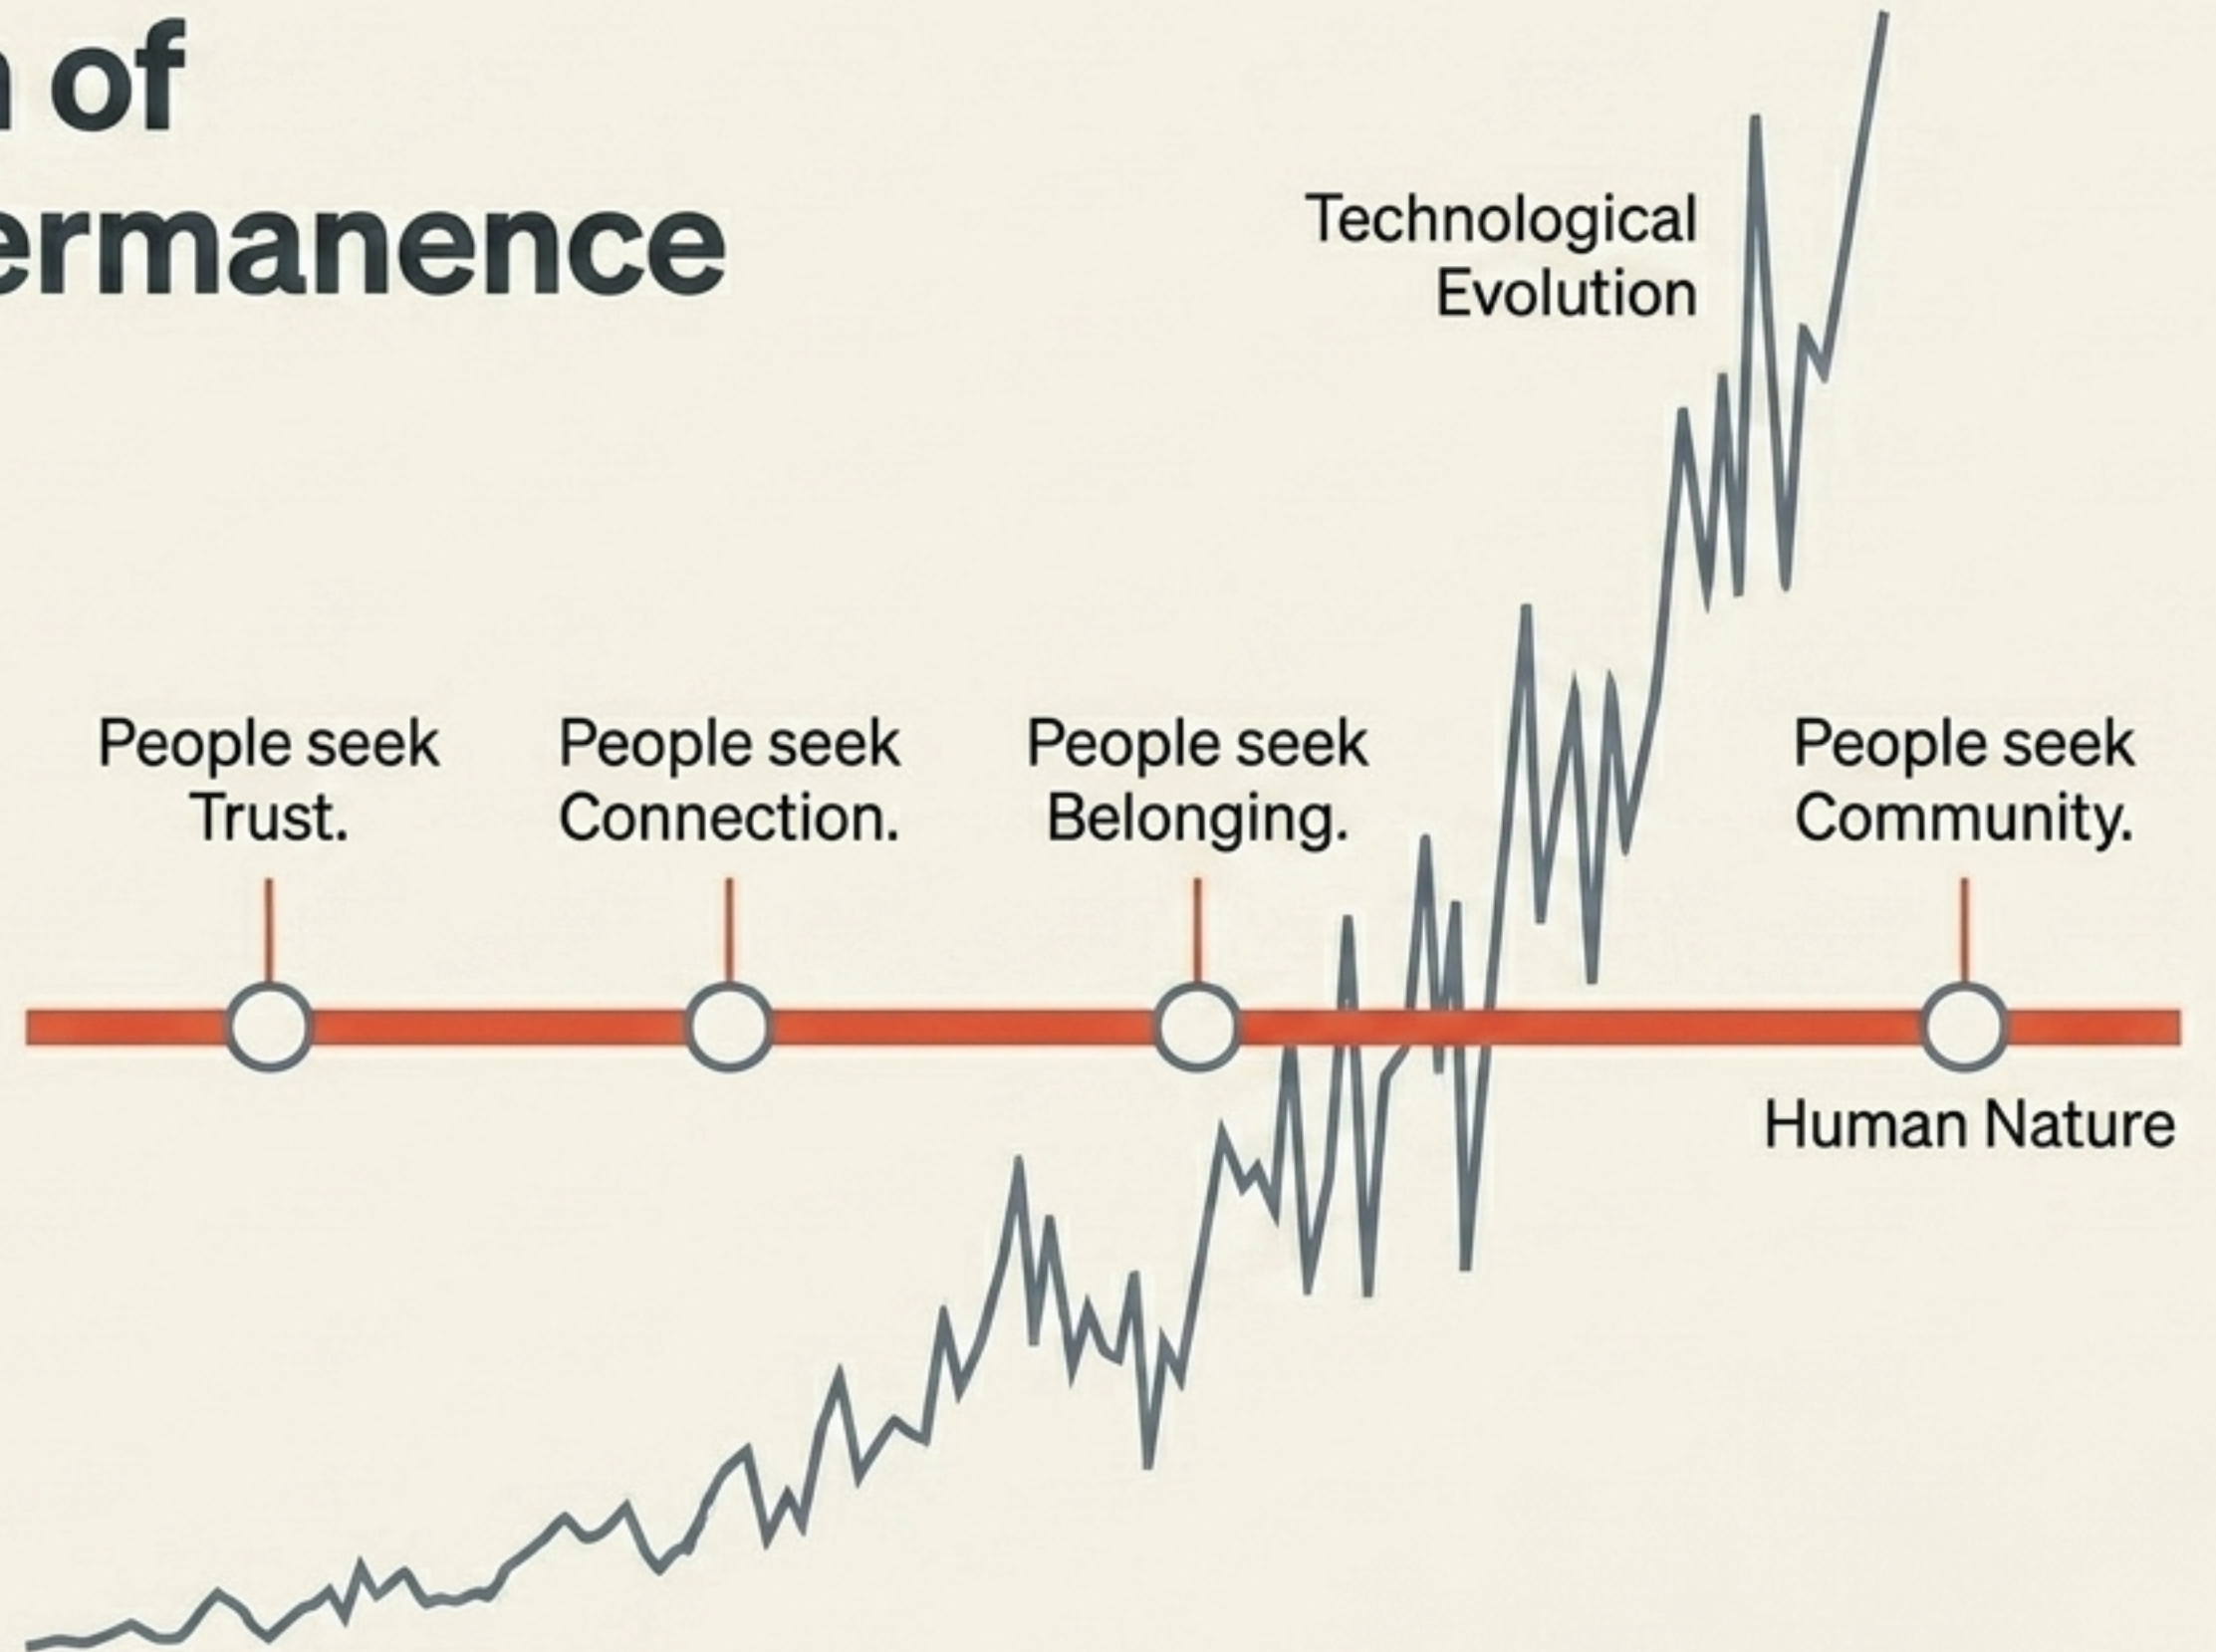 of
ermanence
Technological
Evolution
People seek
Trust.
People seek
Connection.
People seek
Belonging.
People seek
Community.
Human Nature